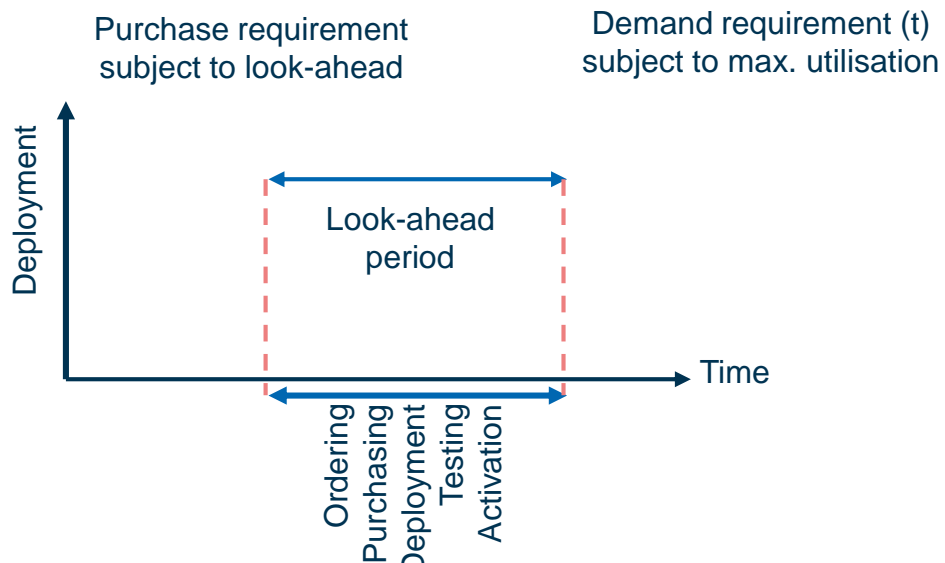 Purchase requirement
subject to look-ahead
Demand requirement (t)
subject to max. utilisation
Deployment
Look-ahead
period
Time
Ordering
Purchasing
Deployment
Testing
Activation